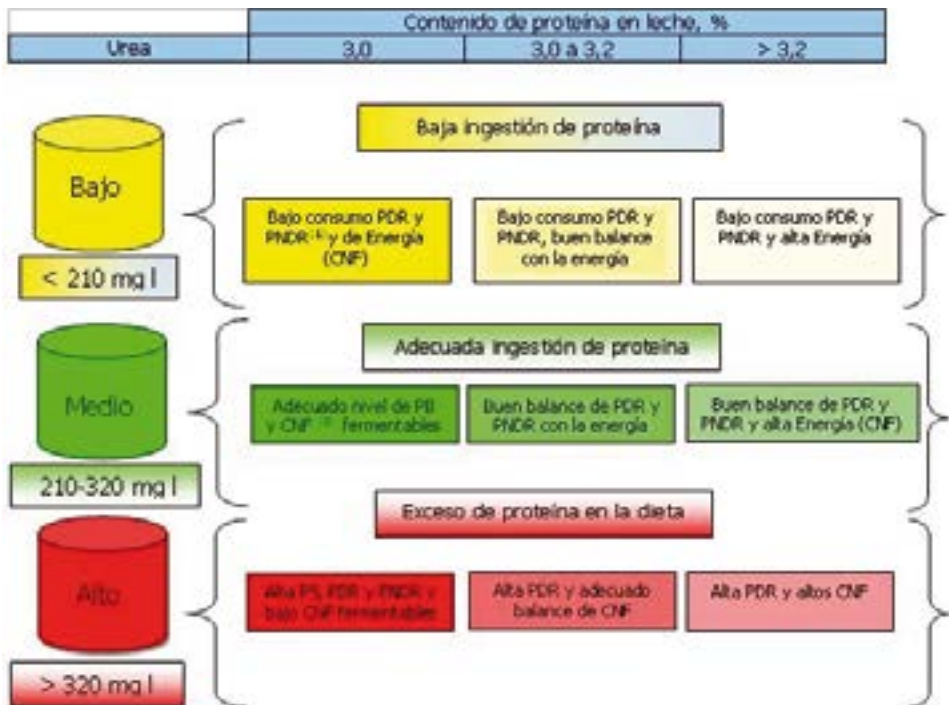 Contenido de proteína en leche, %
Urea 3,0 3,0 a 3,2 > 3,2
Baja ingestión de proteína
Bajo
< 210 mg l
Bajo consumo PDR y
PNDR y de Energía
(CNF)
Bajo consumo PDR y
PNDR, buen balance
con la energía
Bajo consumo PDR y
PNDR y alta Energía
Adecuada ingestión de proteína
Medio
210-320 mg l
Adecuado nivel de PB
y CNF fermentables
Buen balance de PDR y
PNDR con la energía
Buen balance de PDR y
PNDR y alta Energía (CNF)
Exceso de proteína en la dieta
Alto
> 320 mg l
Alta PDR y PNDR y
bajo CNF fermentables
Alta PDR y adecuado
balance de CNF
Alta PDR y altos CNF